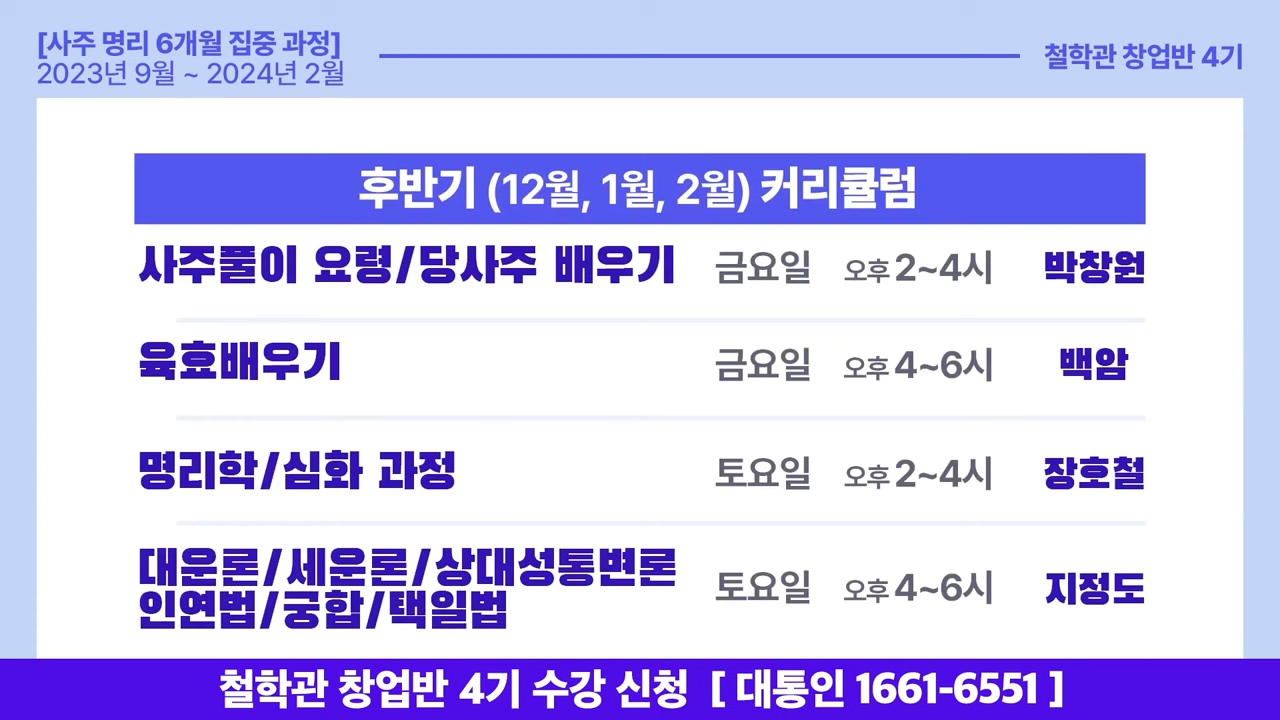 [사주 명리 6개월 집중 과정]
2023년 9월 ~ 2024년 2월
철학관 창업반 4기
후반기 (12월, 1월, 2월) 커리큘럼
사주풀이 요령/당사주 배우기 금요일 오후 2~4시 박창원
육효배우기 금요일 오후 4~6시 백암
명리학/심화 과정 토요일 오후 2~4시 장호철
대운론/세운론/상대성통변론
인연법/궁합/택일법 토요일 오후 4~6시 지정도
철학관 창업반 4기 수강 신청 [ 대통인 1661-6551 ]